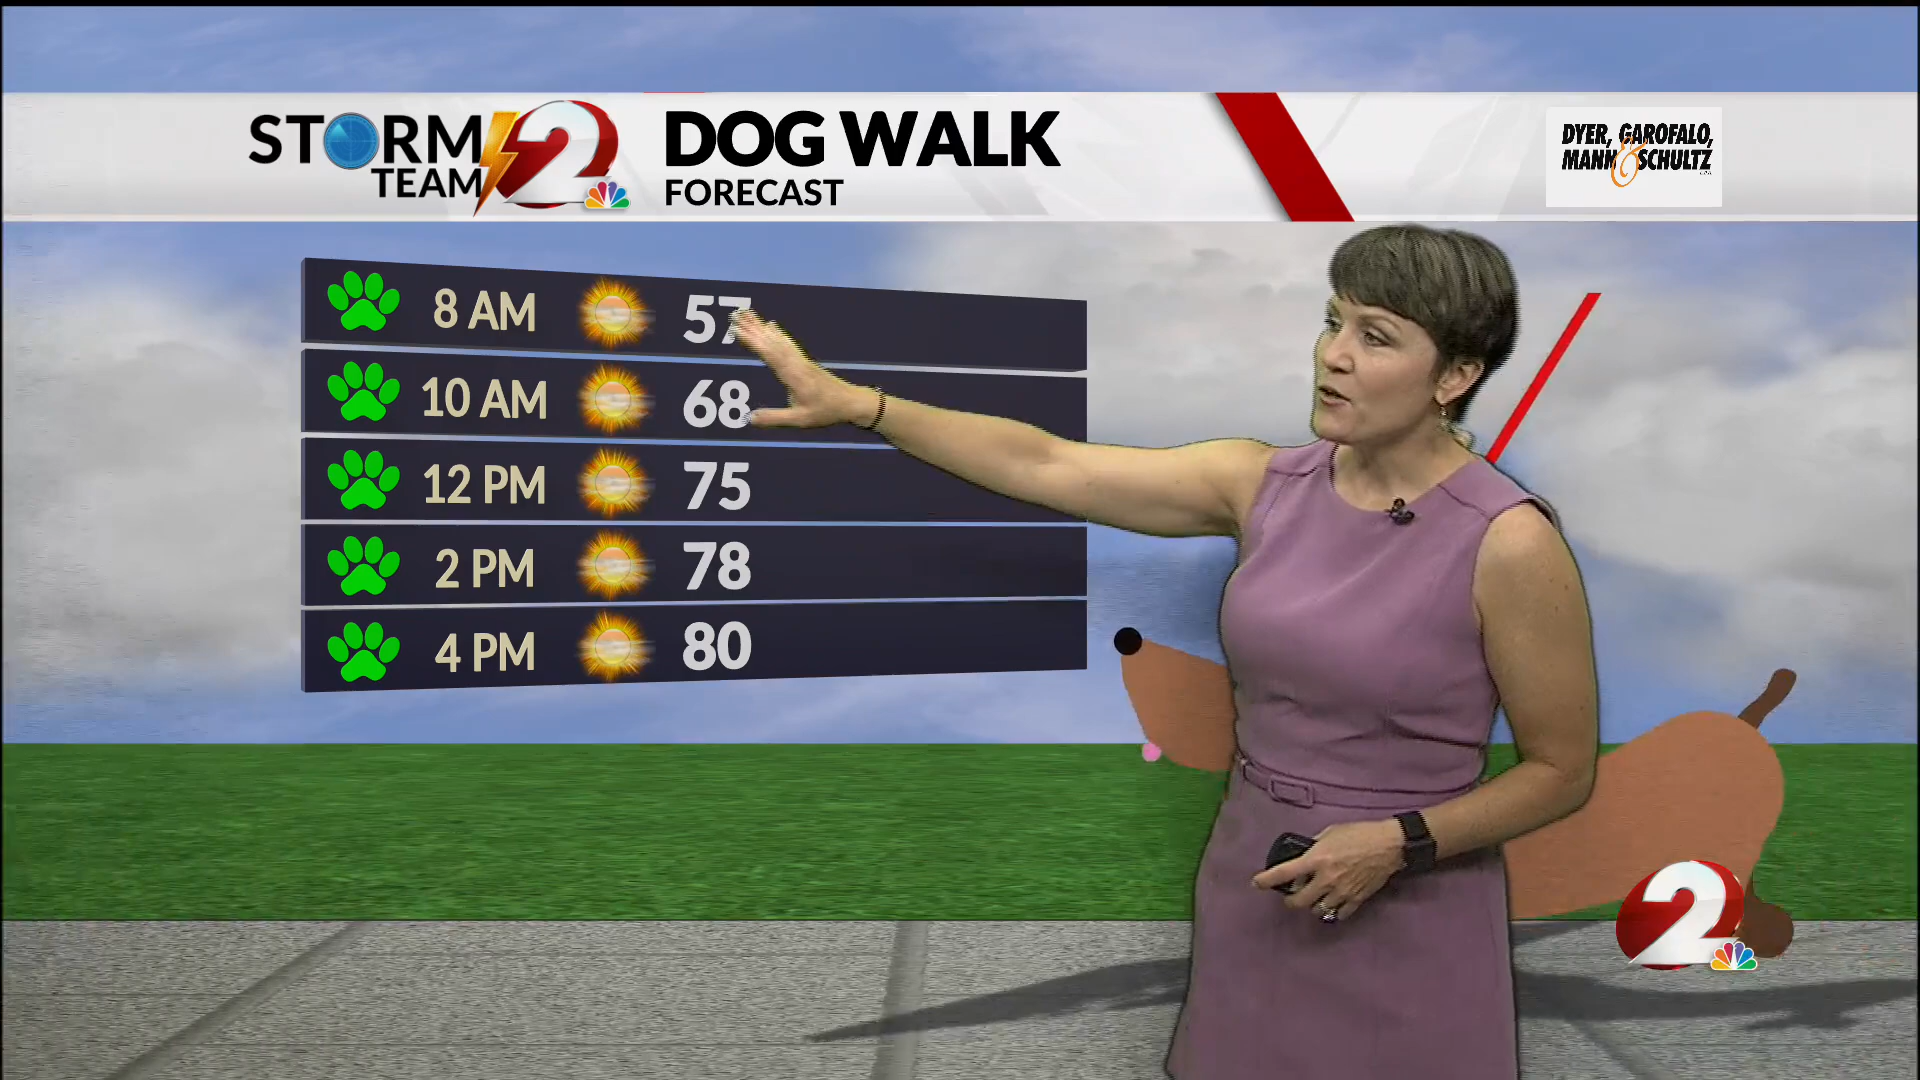 STORM
TEAM
2
DOG WALK
FORECAST
DYER, GAROFALO,
MANN & SCHULTZ
8 AM 57
10 AM 68
12 PM 75
2 PM 78
4 PM 80
2